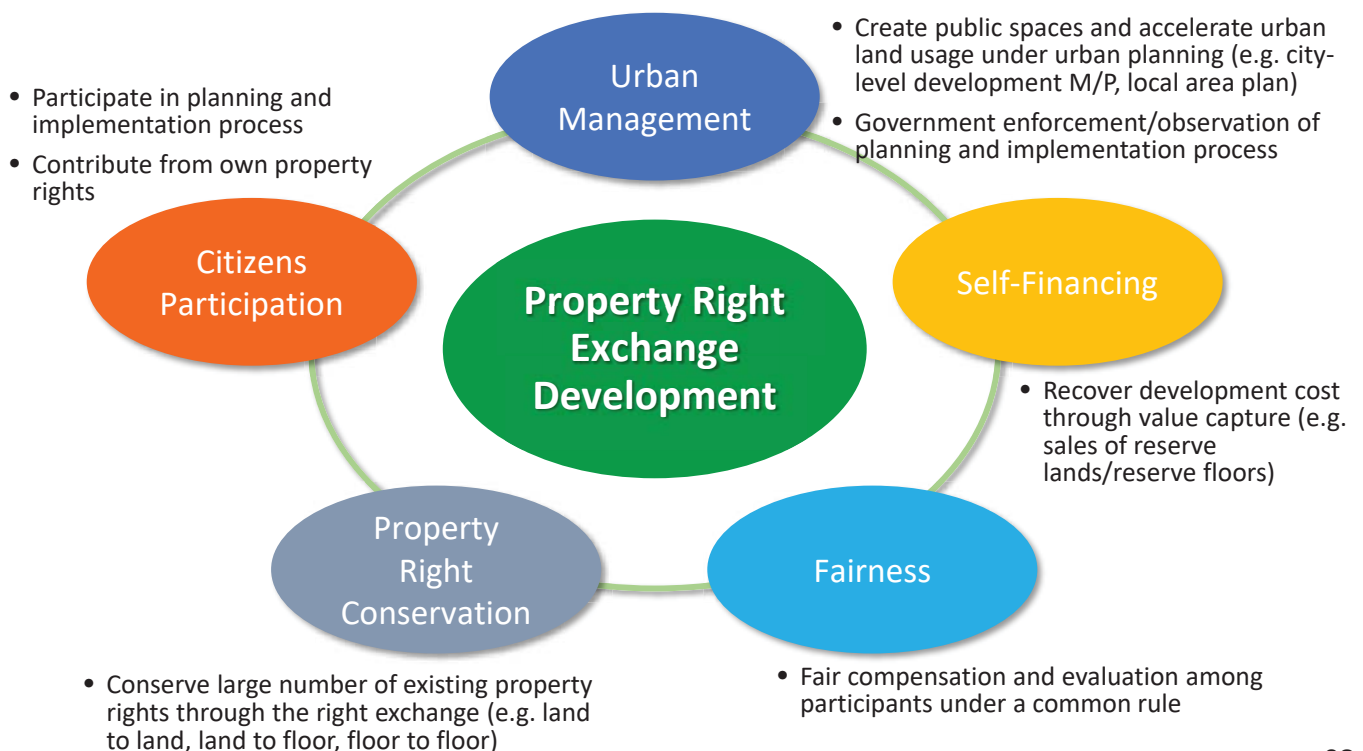 • Create public spaces and accelerate urban
land usage under urban planning (e.g. city-
level development M/P, local area plan)
• Government enforcement/observation of
planning and implementation process
Urban
Management
• Participate in planning and
implementation process
• Contribute from own property
rights
Citizens
Participation
Property Right
Exchange
Development
Self-Financing
• Recover development cost
through value capture (e.g.
sales of reserve
lands/reserve floors)
Property
Right
Conservation
Fairness
• Conserve large number of existing property
rights through the right exchange (e.g. land
to land, land to floor, floor to floor)
• Fair compensation and evaluation among
participants under a common rule